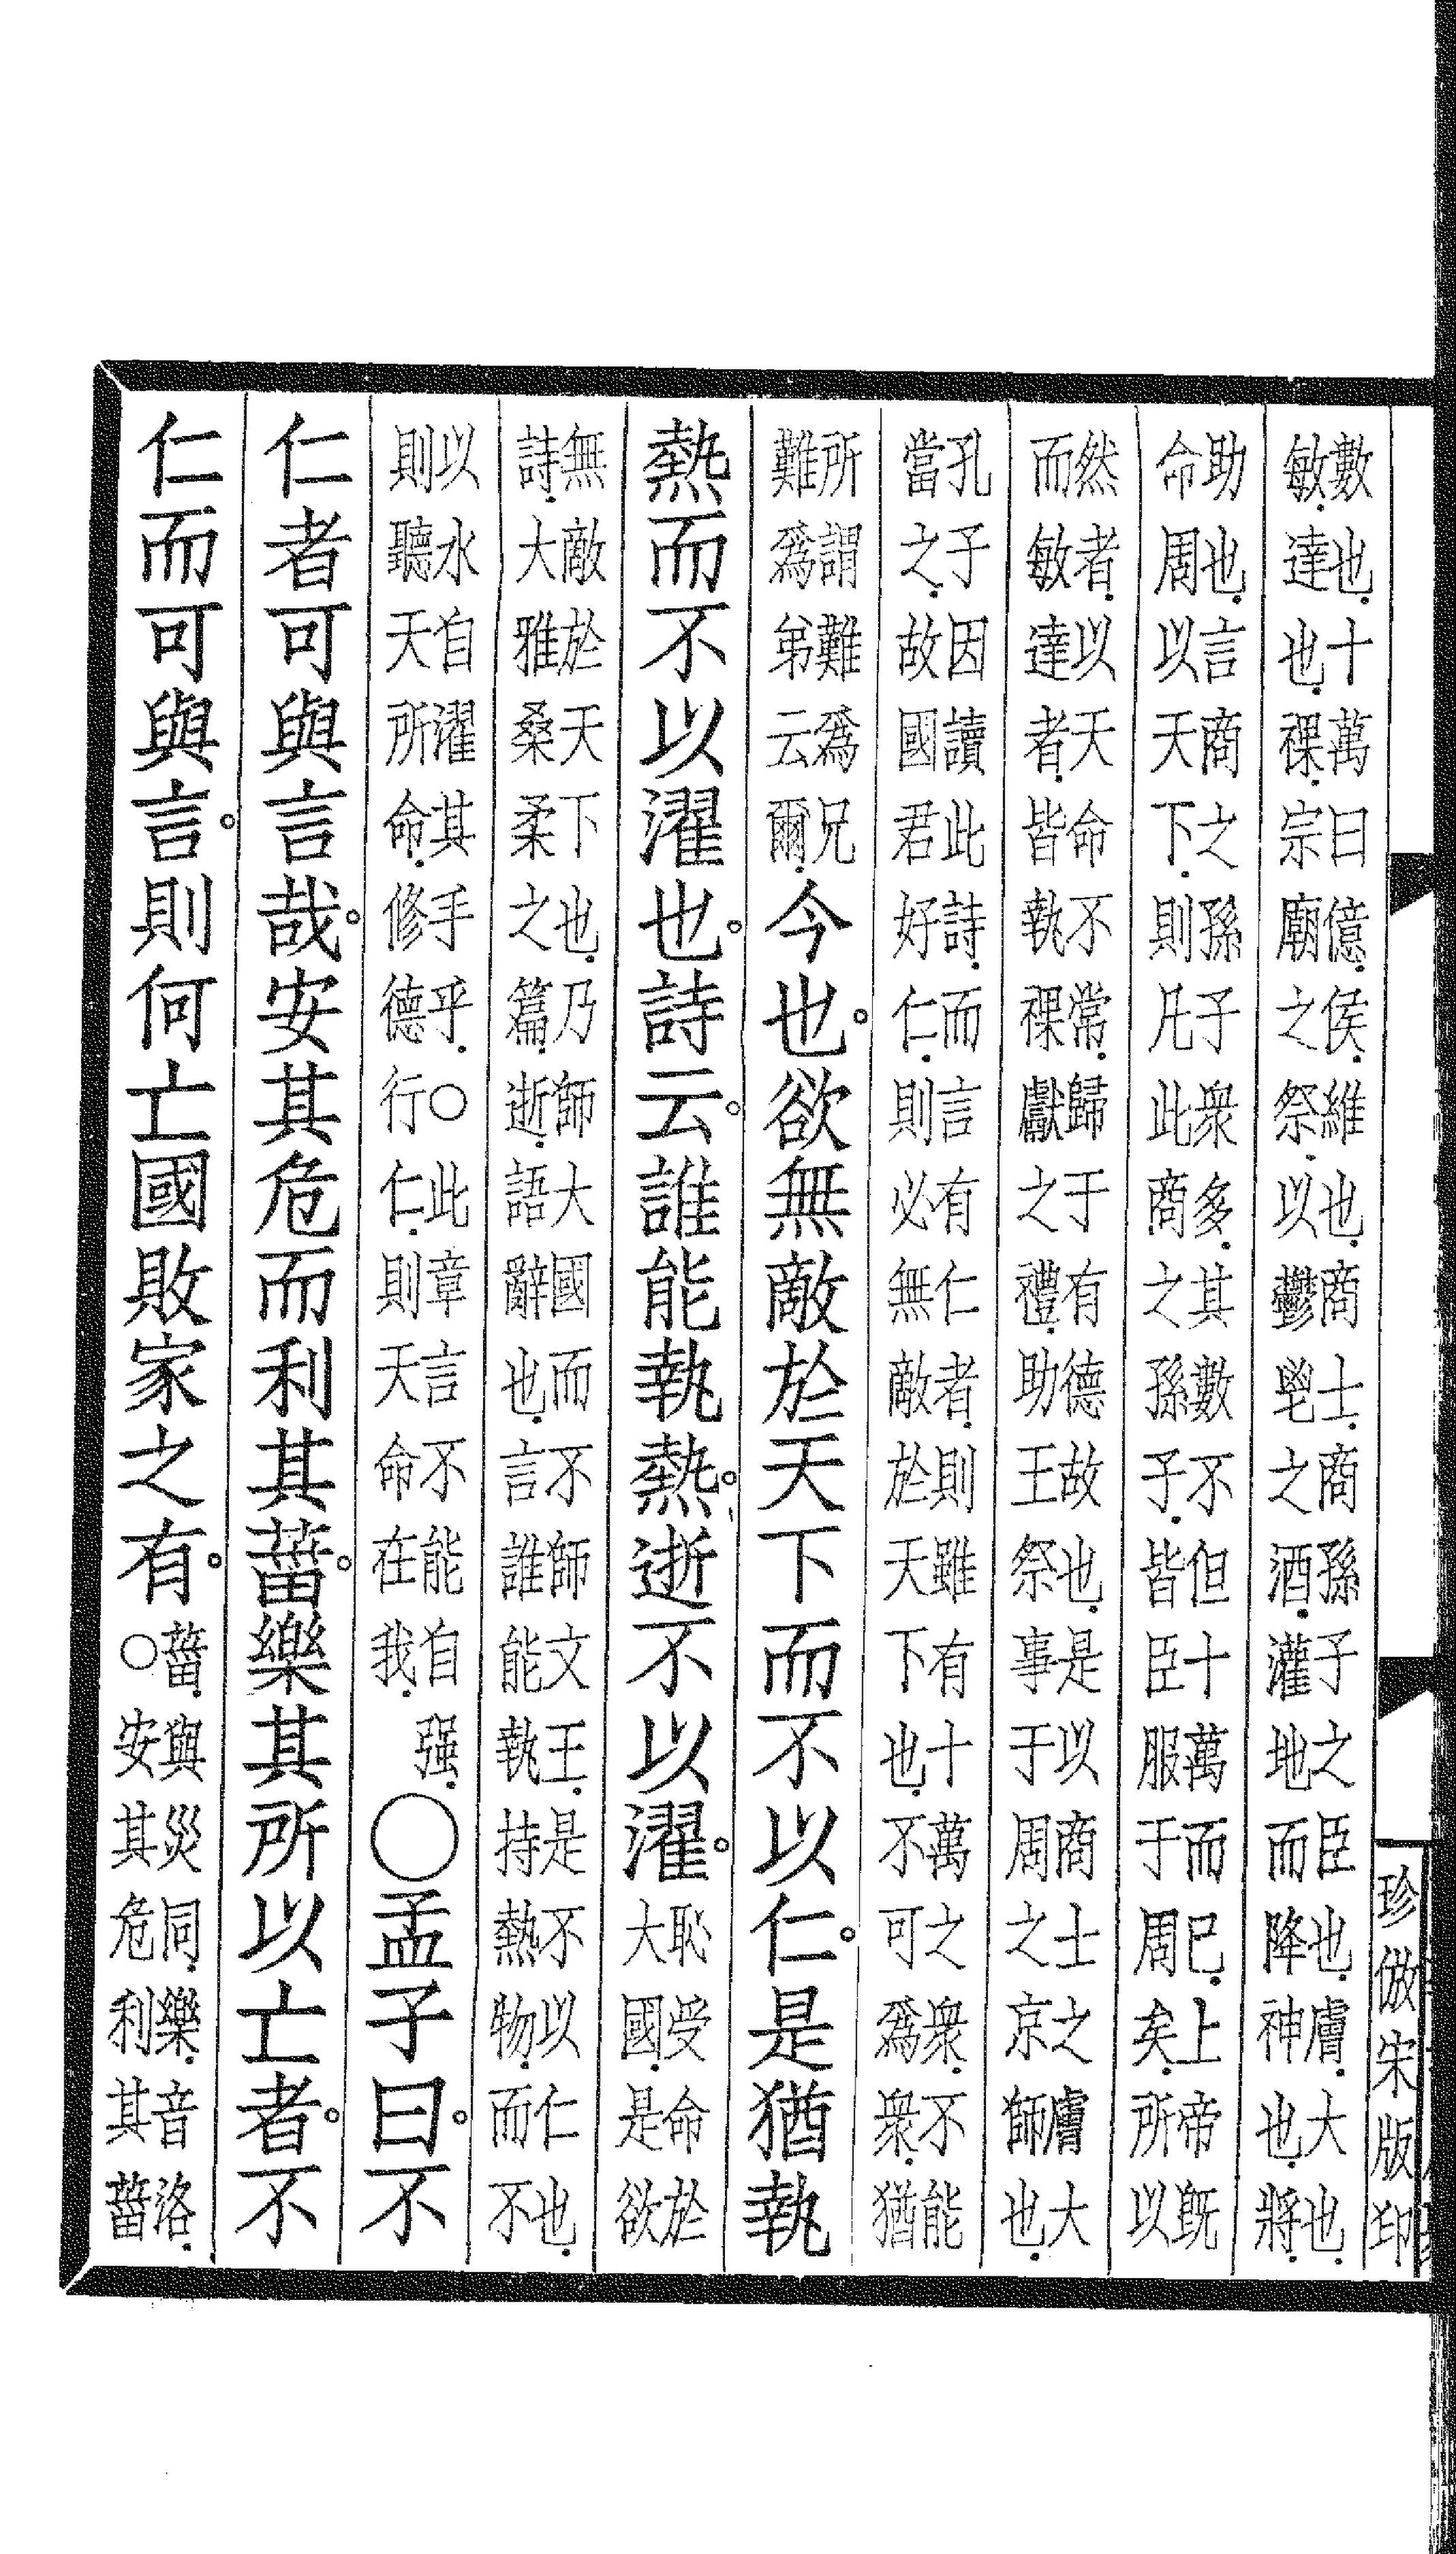 數也．十萬曰億．侯．維也．商士．商孫子之臣也．膚．大也．
敏．達也．祼．宗廟之祭．以鬱鬯之酒．灌地而降神也．將．
助也．言商之孫子衆多．其數不但十萬而已．上帝既
命周以天下．則凡此商之孫子．皆臣服于周矣．所以
然者．以天命不常．歸于有德故也．是以商士之膚大
而敏達者．皆執祼獻之禮．助王祭事于周之京師也．
孔子因讀此詩．而言有仁者．則雖有十萬之衆．不能
當之．故國君好仁．則必無敵於天下也．不可爲衆．猶
所謂難爲兄
難爲弟云爾．
今也。欲無敵於天下而不以仁。是猶執
熱而不以濯也。詩云。誰能執熱。逝不以濯。
恥受命於
大國．是欲
無敵於天下也．乃師大國而不師文王．是不以仁也．
詩．大雅桑柔之篇．逝．語辭也．言誰能執持熱物．而不
以水自濯其手乎．○此章言不能自强．
則聽天所命．修德行仁．則天命在我．
○孟子曰。不
仁者可與言哉。安其危而利其菑。樂其所以亡者。不
仁而可與言。則何亡國敗家之有。
菑．與災同．樂．音洛．
○安其危利其菑
珍倣宋版印